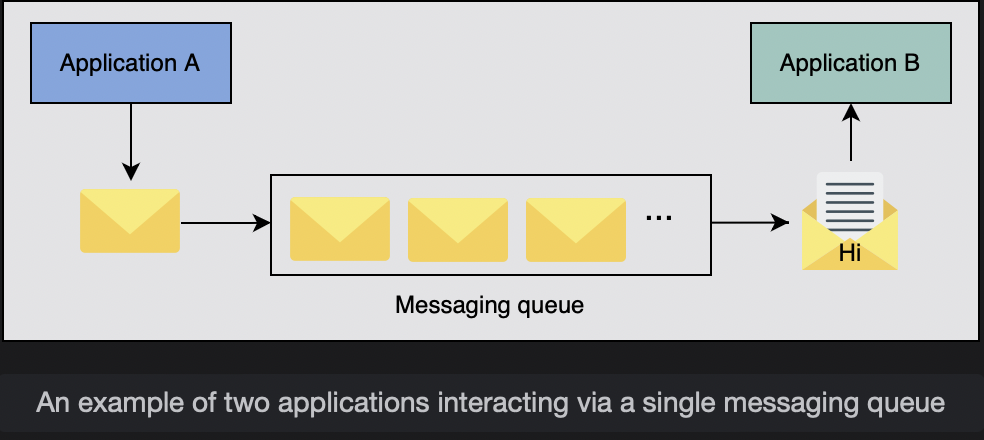 Application A
Application B
...
Hi
Messaging queue
An example of two applications interacting via a single messaging queue